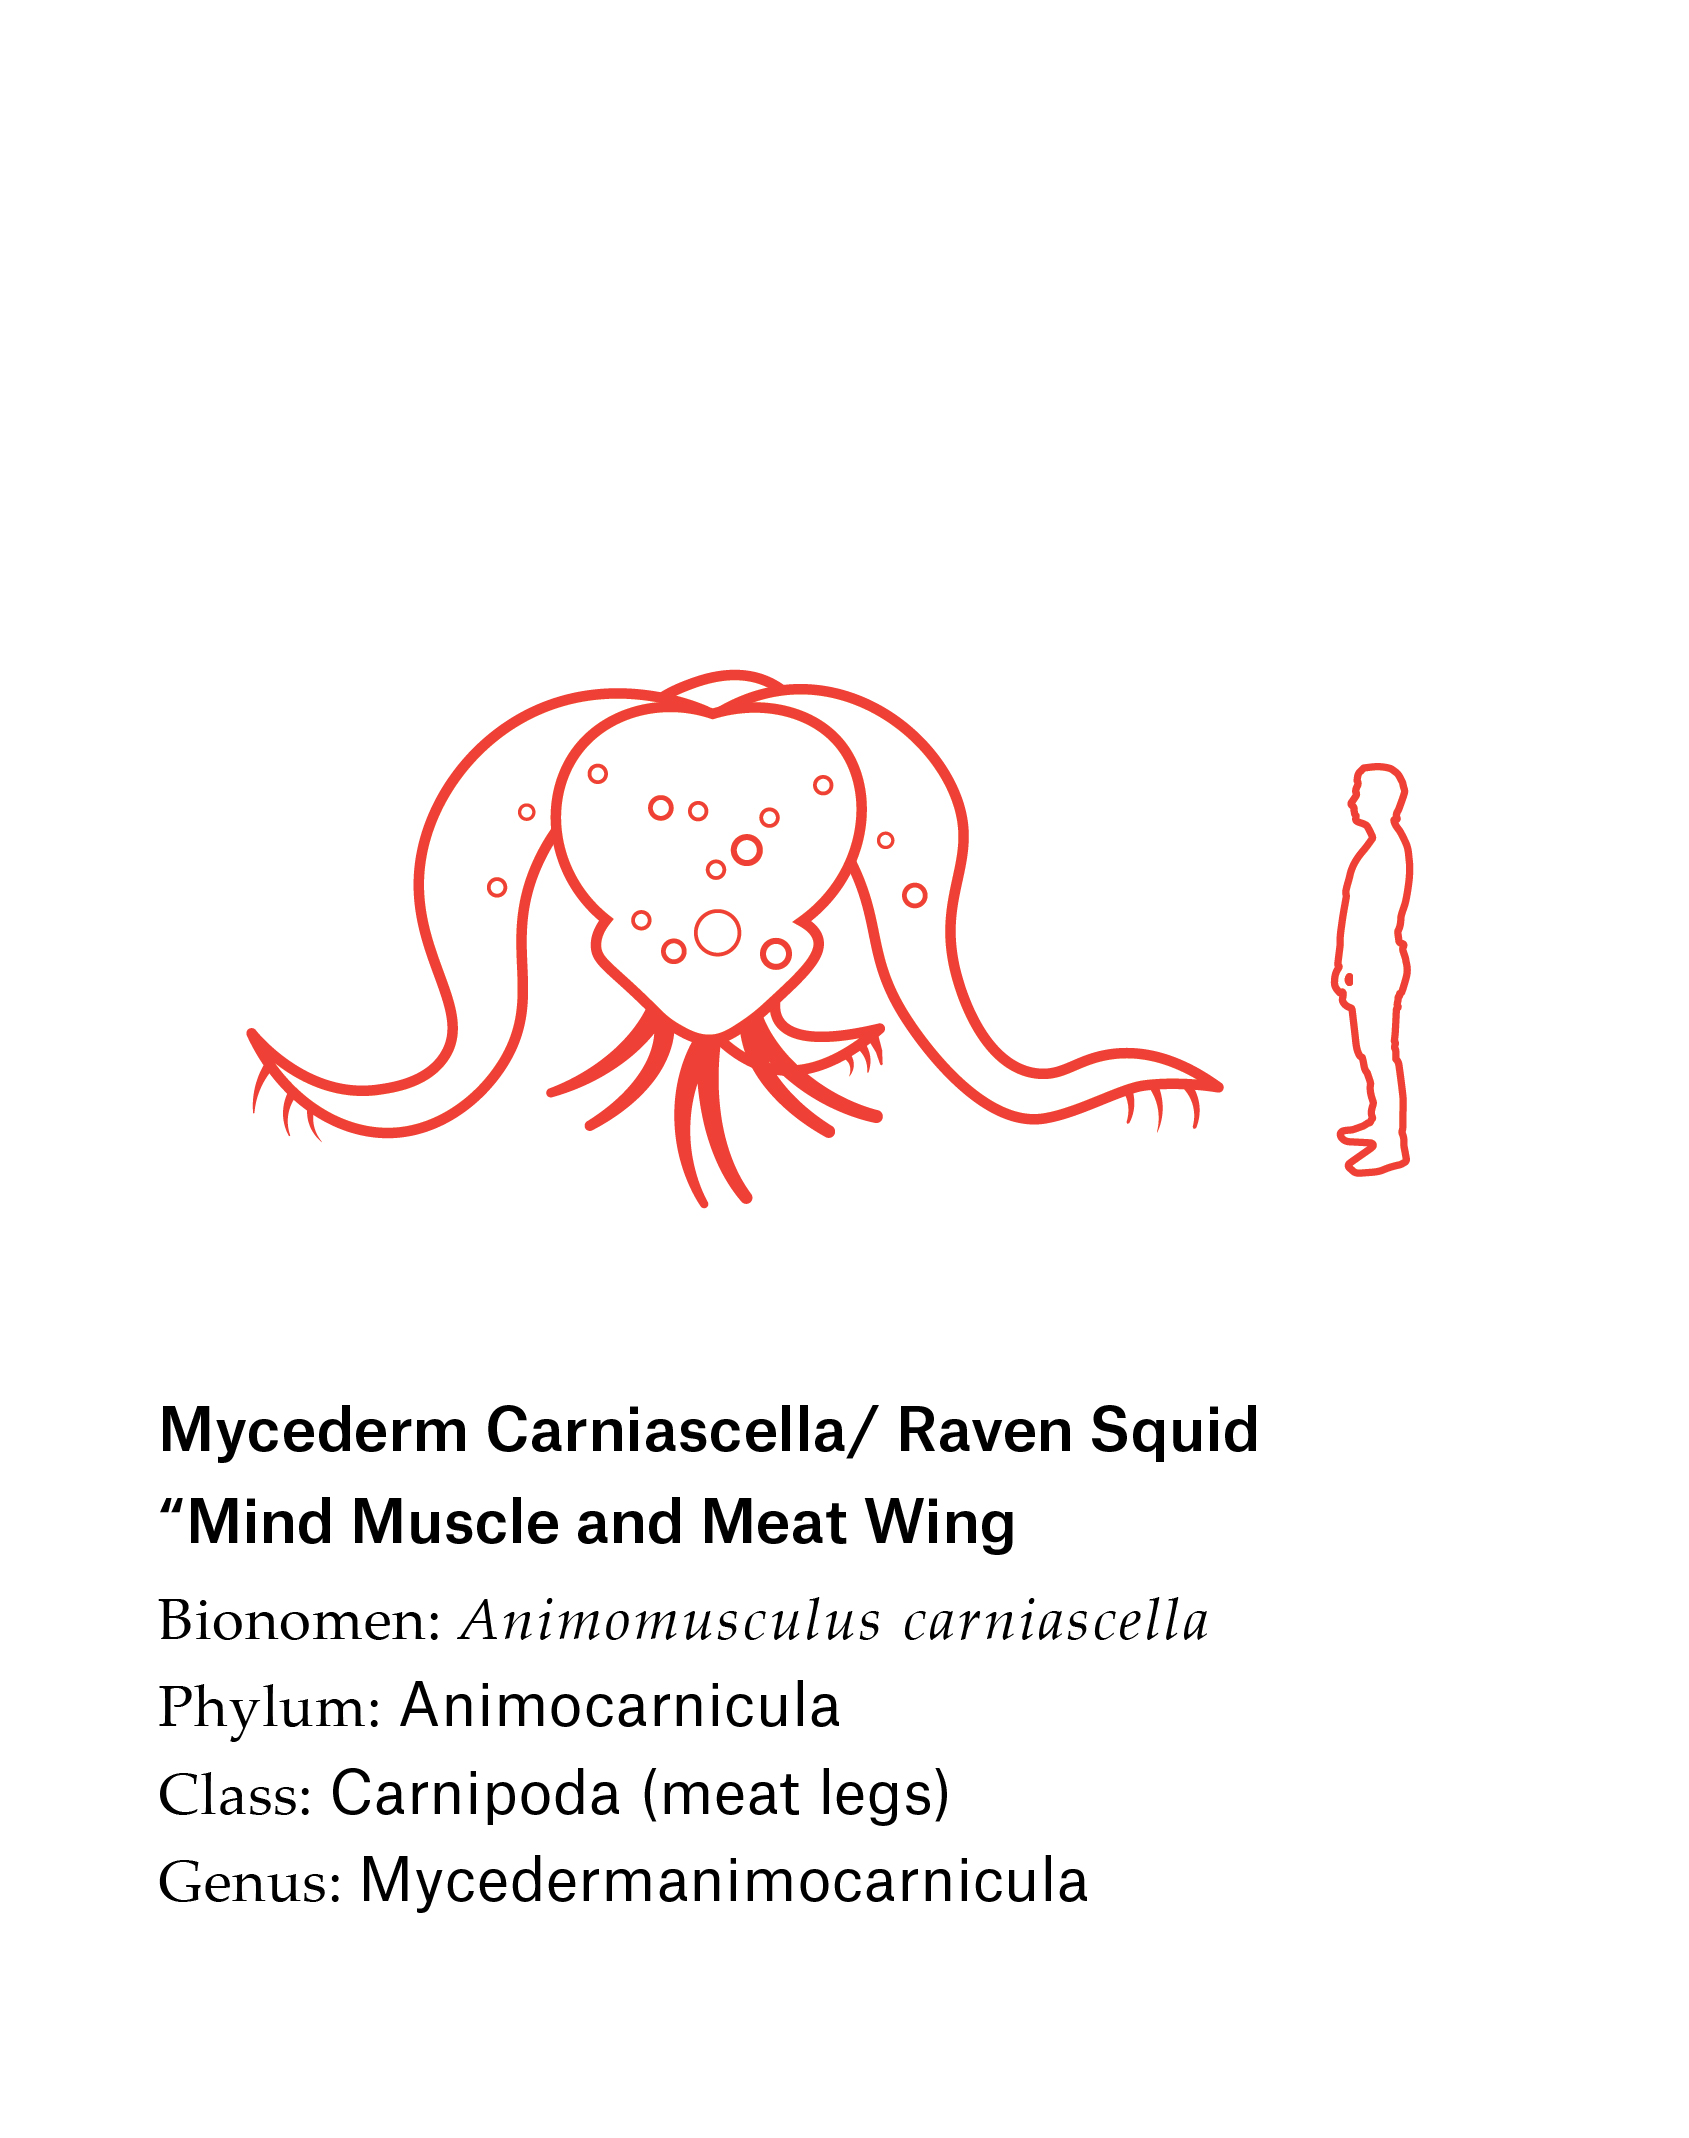 Mycederm Carniascella/ Raven Squid
“Mind Muscle and Meat Wing
Bionomen: Animomusculus carniascella
Phylum: Animocarnicula
Class: Carnipoda (meat legs)
Genus: Mycedermanimocarnicula